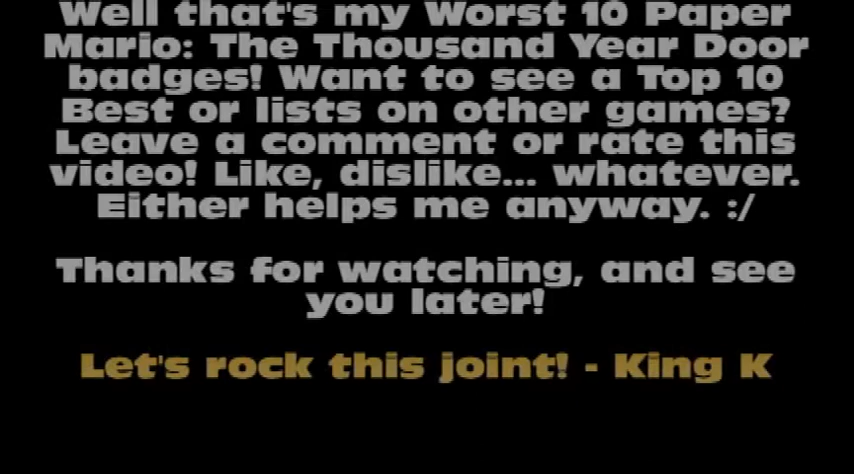 Well that's my Worst 10 Paper
Mario: The Thousand Year Door
badges! Want to see a Top 10
Best or lists on other games?
Leave a comment or rate this
video! Like, dislike... whatever.
Either helps me anyway. :/
Thanks for watching, and see
you later!
Let's rock this joint! - King K